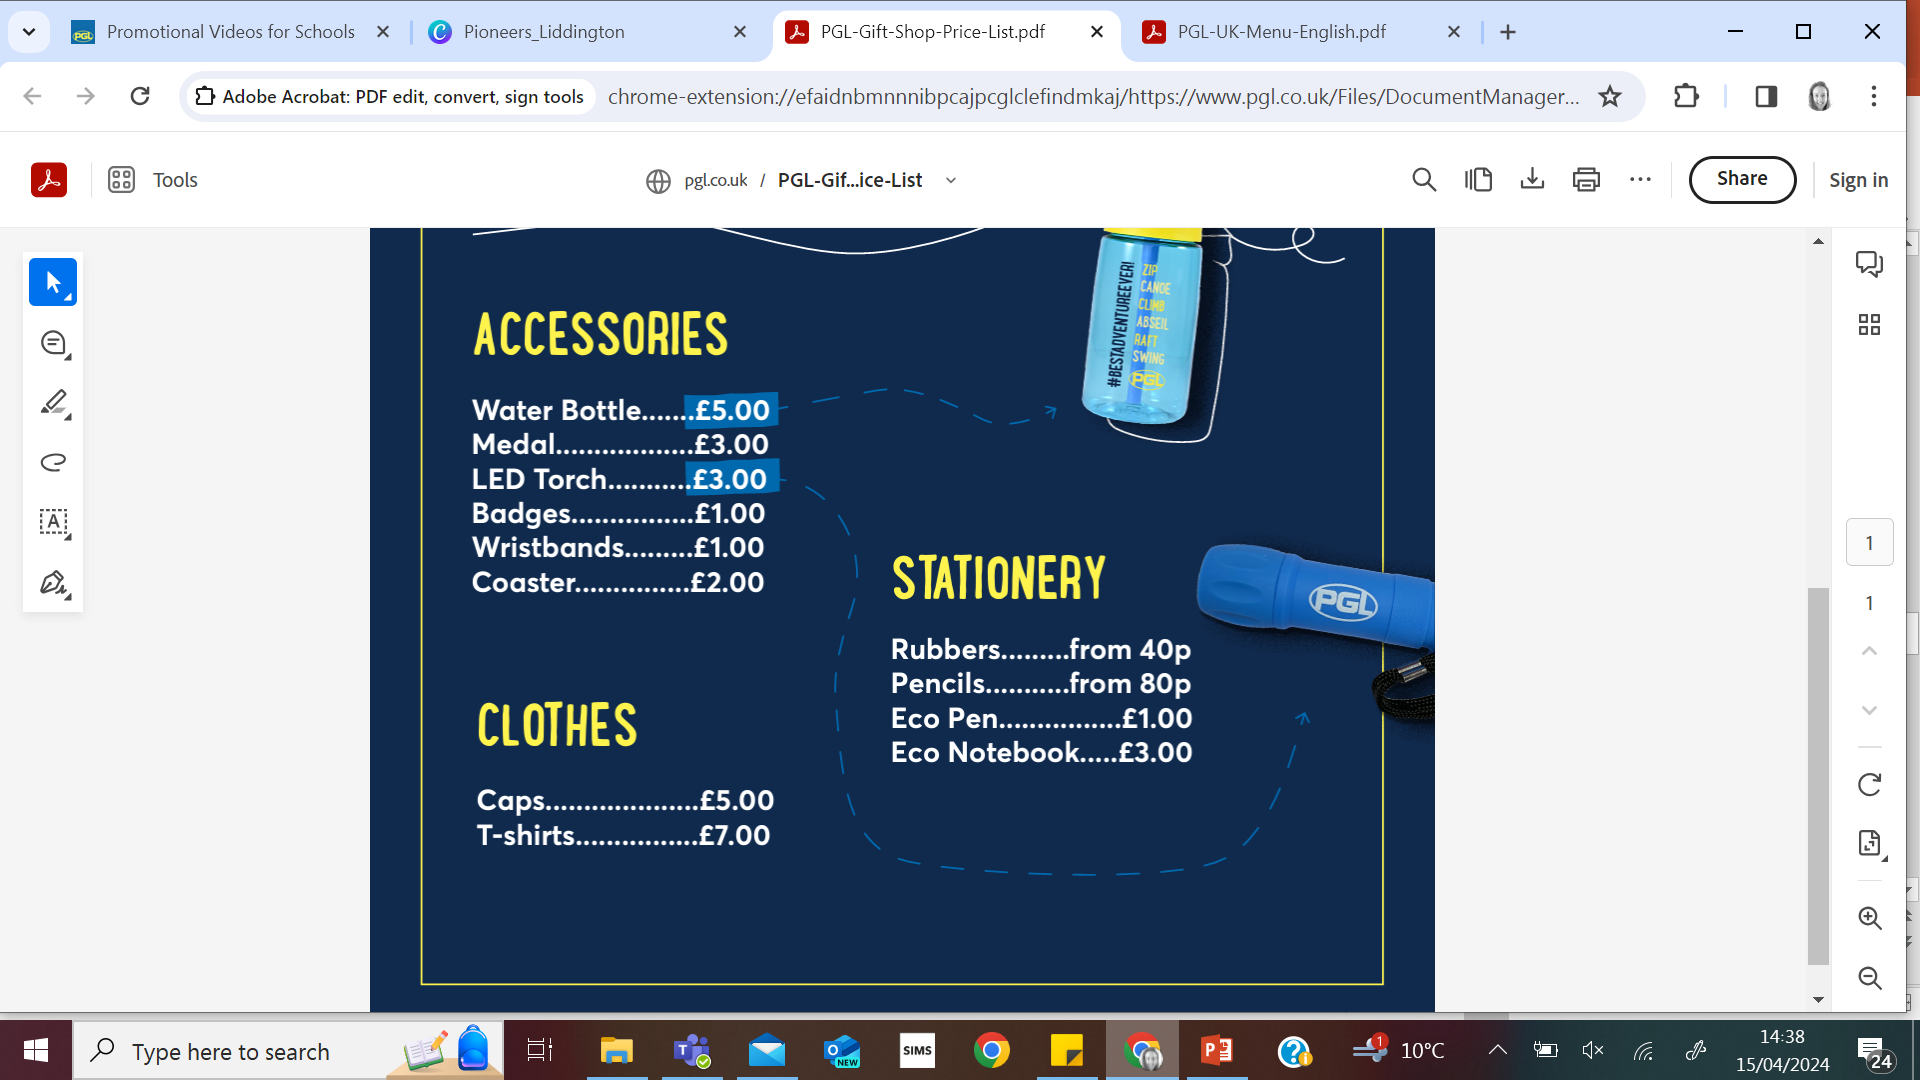 Promotional Videos for Schools
Pioneers_Liddington
PGL-Gift-Shop-Price-List.pdf
PGL-UK-Menu-English.pdf
Adobe Acrobat: PDF edit, convert, sign tools
chrome-extension://efaidnbmnnnibpcajpcglclefindmkaj/https://www.pgl.co.uk/Files/DocumentManager...
Tools
pgl.co.uk / PGL-Gif...ice-List
Share
Sign in
#BESTADVENTUREEVER!
ZIP
CANOE
CLIMB
ABSEIL
RAFT
SWING
PGL
ACCESSORIES
Water Bottle.......£5.00
Medal..................£3.00
LED Torch...........£3.00
Badges................£1.00
Wristbands.........£1.00
Coaster...............£2.00
STATIONERY
PGL
Rubbers.........from 40p
Pencils...........from 80p
Eco Pen................£1.00
Eco Notebook.....£3.00
CLOTHES
Caps....................£5.00
T-shirts................£7.00
1
1
Type here to search
NEW
SIMS
1
10°C
14:38
15/04/2024
24